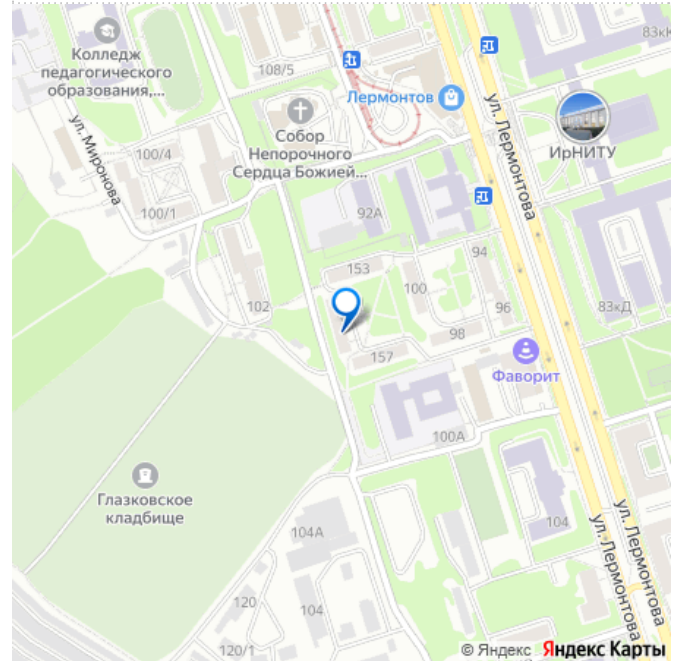 Колледж
педагогического
образования,...
108/5
83кК
Лермонтов
ул. Лермонтова
ИрНИТУ
Собор
Непорочного
Сердца Божией...
ул. Миронова
100/4
100/1
92А
94
153
100
102
96
83кД
98
157
Фаворит
100А
Глазковское
кладбище
104А
104
ул. Лермонтова
ул. Лермонтова
120
104
120/1
© Яндекс Яндекс Карты